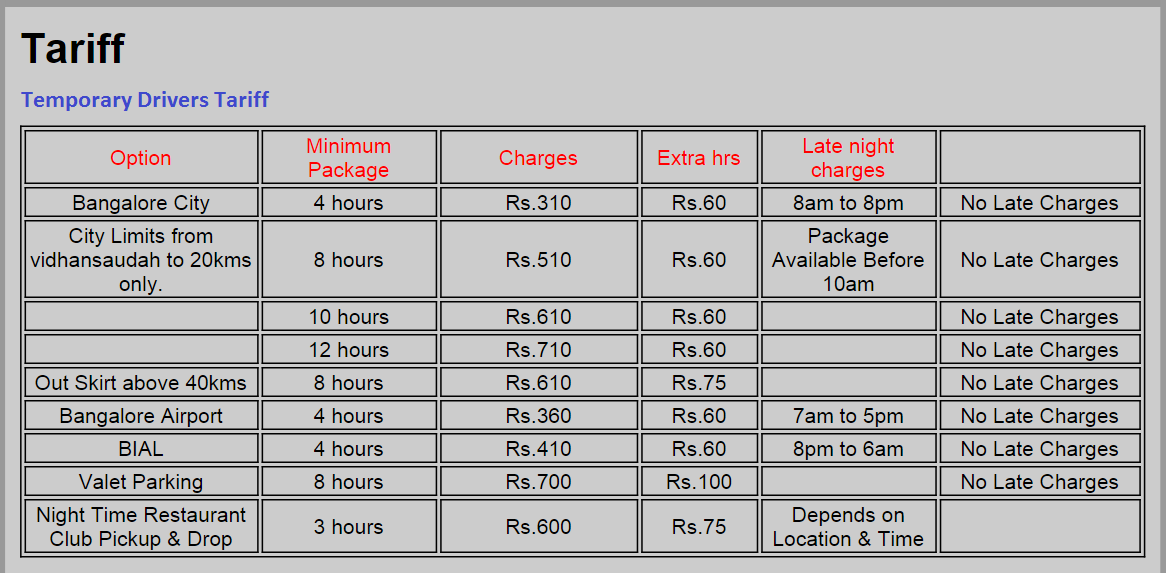 Tariff
Temporary Drivers Tariff
Option Minimum Package Charges Extra hrs Late night charges
Bangalore City 4 hours Rs.310 Rs.60 8am to 8pm No Late Charges
City Limits from vidhansaudah to 20kms only. 8 hours Rs.510 Rs.60 Package Available Before 10am No Late Charges
10 hours Rs.610 Rs.60 No Late Charges
12 hours Rs.710 Rs.60 No Late Charges
Out Skirt above 40kms 8 hours Rs.610 Rs.75 No Late Charges
Bangalore Airport 4 hours Rs.360 Rs.60 7am to 5pm No Late Charges
BIAL 4 hours Rs.410 Rs.60 8pm to 6am No Late Charges
Valet Parking 8 hours Rs.700 Rs.100 No Late Charges
Night Time Restaurant Club Pickup & Drop 3 hours Rs.600 Rs.75 Depends on Location & Time